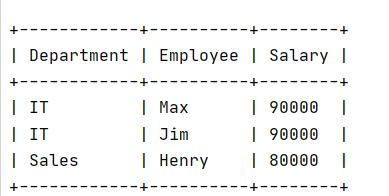 +------------+----------+--------+
| Department | Employee | Salary |
+------------+----------+--------+
| IT         | Max      | 90000  |
| IT         | Jim      | 90000  |
| Sales      | Henry    | 80000  |
+------------+----------+--------+